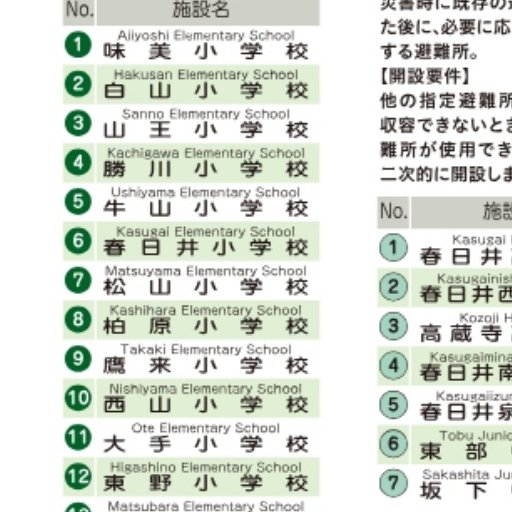 No. 施設名
1 Ajiyoshi Elementary School
味美小学校
2 Hakusan Elementary School
白山小学校
3 Sanno Elementary School
山王小学校
4 Kachigawa Elementary School
勝川小学校
5 Ushiyama Elementary School
牛山小学校
6 Kasugai Elementary School
春日井小学校
7 Matsuyama Elementary School
松山小学校
8 Kashihara Elementary School
柏原小学校
9 Takaki Elementary School
鷹来小学校
10 Nishiyama Elementary School
西山小学校
11 Ote Elementary School
大手小学校
12 Higashino Elementary School
東野小学校
Matsubara Elementary School
災害時に既存の
た後に、必要に応
する避難所。
【開設要件】
他の指定避難所
収容できないと
難所が使用でき
二次的に開設し
No. 施設
1 Kasugai
春日井
2 Kasugainis
春日井西
3 Kozoji H
高蔵寺
4 Kasugaimina
春日井南
5 Kasugaiizu
春日井泉
6 Tobu Junio
東部
7 Sakashita Ju
坂下